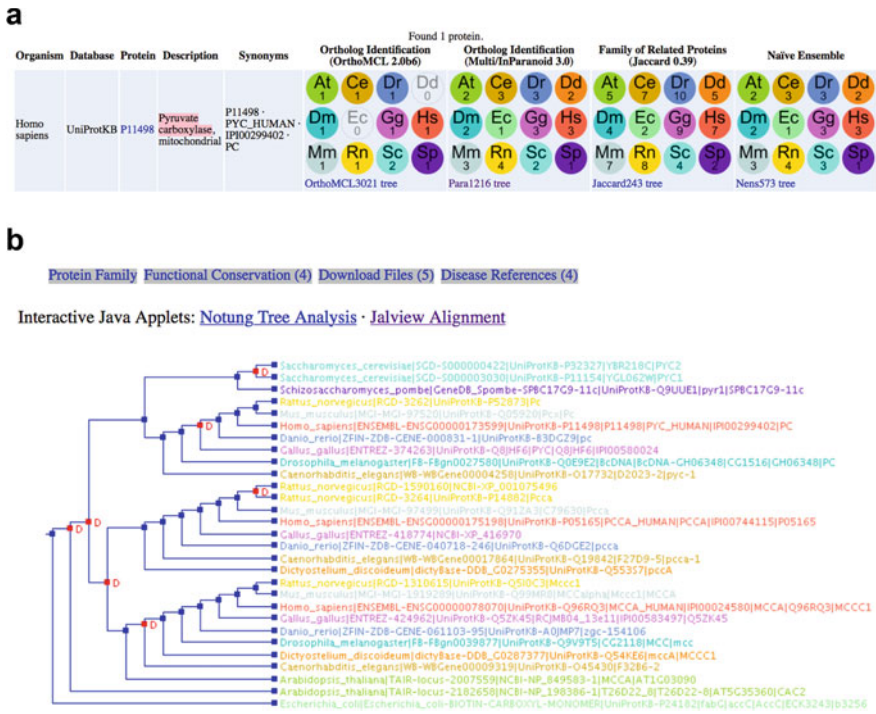 a
Found 1 protein.
Organism Database Protein Description Synonyms Ortholog Identification (OrthoMCL 2.0b6) Ortholog Identification (Multi/InParanoid 3.0) Family of Related Proteins (Jaccard 0.39) Naïve Ensemble
Homo sapiens UniProtKB P11498 Pyruvate carboxylase, mitochondrial P11498 · PYC_HUMAN · IPI00299402 · PC
At 1 Ce 1 Dr 1 Dd 0
Dm 1 Ec 0 Gg 1 Hs 1
Mm 1 Rn 1 Sc 2 Sp 1
OrthoMCL3021 tree
At 2 Ce 3 Dr 3 Dd 2
Dm 2 Ec 1 Gg 3 Hs 3
Mm 3 Rn 4 Sc 2 Sp 1
Para1216 tree
At 5 Ce 7 Dr 10 Dd 5
Dm 4 Ec 2 Gg 9 Hs 7
Mm 7 Rn 8 Sc 4 Sp 2
Jaccard243 tree
At 2 Ce 3 Dr 3 Dd 2
Dm 2 Ec 1 Gg 3 Hs 3
Mm 3 Rn 4 Sc 3 Sp 1
Nens573 tree
b
Protein Family Functional Conservation (4) Download Files (5) Disease References (4)
Interactive Java Applets: Notung Tree Analysis · Jalview Alignment
D Saccharomyces_cerevisiae|SGD-S000000422|UniProtKB-P32327|YBR218C|PYC2
Saccharomyces_cerevisiae|SGD-S000003030|UniProtKB-P11154|YGL062W|PYC1
Schizosaccharomyces_pombe|GeneDB_Spombe-SPBC17G9-11c|UniProtKB-Q9UUE1|pyr1|SPBC17G9-11c
Rattus_norvegicus|RGD-3262|UniProtKB-P52873|Pc
Mus_musculus|MGI-MGI-97520|UniProtKB-Q05920|Pcx|Pc
D Homo_sapiens|ENSEMBL-ENSG00000173599|UniProtKB-P11498|P11498|PYC_HUMAN|IPI00299402|PC
Danio_rerio|ZFIN-ZDB-GENE-000831-1|UniProtKB-B3DGZ9|pc
Gallus_gallus|ENTREZ-374263|UniProtKB-Q8JHF6|PYC|Q8JHF6|IPI00580024
Drosophila_melanogaster|FB-FBgn0027580|UniProtKB-Q0E9E2|BcDNA|BcDNA-GH06348|CG1516|GH06348|PC
Caenorhabditis_elegans|WB-WBGene00004258|UniProtKB-O17732|D2023-2|pyc-1
D Rattus_norvegicus|RGD-1590160|NCBI-XP_001075496
Rattus_norvegicus|RGD-3264|UniProtKB-P14882|Pcca
Mus_musculus|MGI-MGI-97499|UniProtKB-Q91ZA3|C79630|Pcca
D D Homo_sapiens|ENSEMBL-ENSG00000175198|UniProtKB-P05165|PCCA_HUMAN|PCCA|IPI00744115|P05165
Gallus_gallus|ENTREZ-418774|NCBI-XP_416970
Danio_rerio|ZFIN-ZDB-GENE-040718-246|UniProtKB-Q6DGE2|pcca
Caenorhabditis_elegans|WB-WBGene00017864|UniProtKB-Q19842|F27D9-5|pcca-1
Dictyostelium_discoideum|dictyBase-DDB_G0275355|UniProtKB-Q553S7|pccA
D Rattus_norvegicus|RGD-1310615|UniProtKB-Q5I0C3|Mccc1
Mus_musculus|MGI-MGI-1919289|UniProtKB-Q99MR8|MCCalpha|Mccc1|MCCA
Homo_sapiens|ENSEMBL-ENSG00000078070|UniProtKB-Q96RQ3|MCCA_HUMAN|IPI00024580|MCCA|Q96RQ3|MCCC1
Gallus_gallus|ENTREZ-424962|UniProtKB-Q5ZK45|RCJMB04_13e11|IPI00583497|Q5ZK45
D Danio_rerio|ZFIN-ZDB-GENE-061103-95|UniProtKB-A0JMP7|zgc-154106
Drosophila_melanogaster|FB-FBgn0039877|UniProtKB-Q9V9T5|CG2118|MCC|mcc
Dictyostelium_discoideum|dictyBase-DDB_G0287377|UniProtKB-Q54KE6|mccA|MCCC1
Caenorhabditis_elegans|WB-WBGene00009319|UniProtKB-O45430|F32B6-2
Arabidopsis_thaliana|TAIR-locus-2007559|NCBI-NP_849583-1|MCCA|AT1G03090
Arabidopsis_thaliana|TAIR-locus-2182658|NCBI-NP_198386-1|T26D22_8|T26D22-8|AT5G35360|CAC2
Escherichia_coli|Escherichia_coli-BIOTIN-CARBOXYL-MONOMER|UniProtKB-P24182|fabG|accC|AccC|ECK3243|b3256